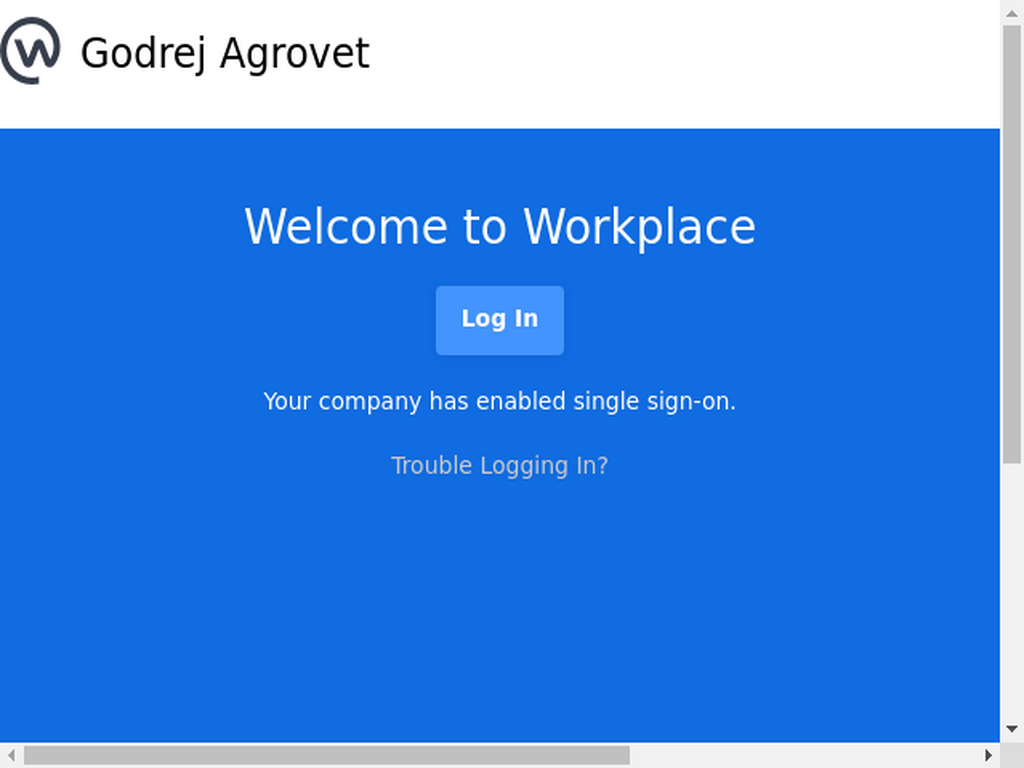 Godrej Agrovet
Welcome to Workplace
Log In
Your company has enabled single sign-on.
Trouble Logging In?